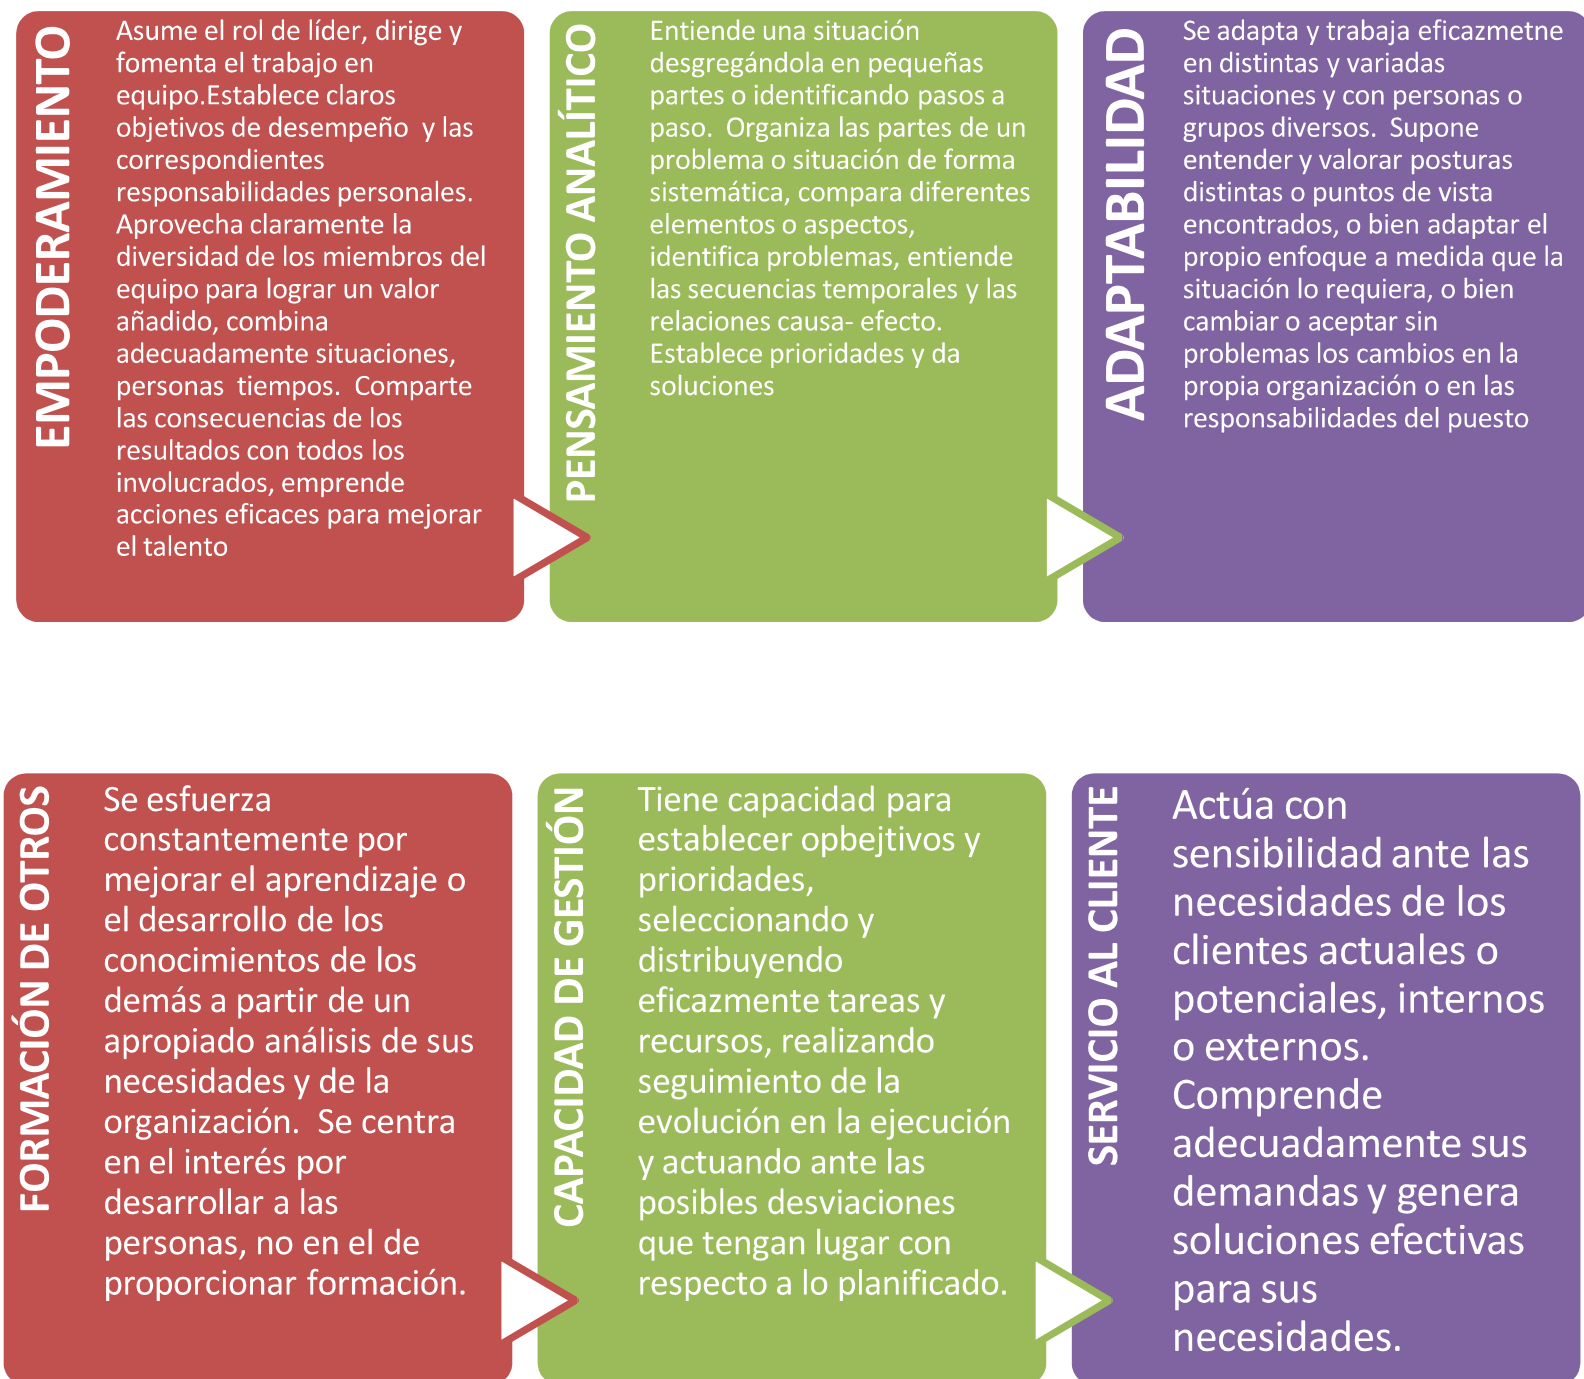 EMPODERAMIENTO
Asume el rol de líder, dirige y
fomenta el trabajo en
equipo.Establece claros
objetivos de desempeño  y las
correspondientes
responsabilidades personales.
Aprovecha claramente la
diversidad de los miembros del
equipo para lograr un valor
añadido, combina
adecuadamente situaciones,
personas  tiempos.  Comparte
las consecuencias de los
resultados con todos los
involucrados, emprende
acciones eficaces para mejorar
el talento
PENSAMIENTO ANALÍTICO
Entiende una situación
desgregándola en pequeñas
partes o identificando pasos a
paso.  Organiza las partes de un
problema o situación de forma
sistemática, compara diferentes
elementos o aspectos,
identifica problemas, entiende
las secuencias temporales y las
relaciones causa- efecto.
Establece prioridades y da
soluciones
ADAPTABILIDAD
Se adapta y trabaja eficazmetne
en distintas y variadas
situaciones y con personas o
grupos diversos.  Supone
entender y valorar posturas
distintas o puntos de vista
encontrados, o bien adaptar el
propio enfoque a medida que la
situación lo requiera, o bien
cambiar o aceptar sin
problemas los cambios en la
propia organización o en las
responsabilidades del puesto
FORMACIÓN DE OTROS
Se esfuerza
constantemente por
mejorar el aprendizaje o
el desarrollo de los
conocimientos de los
demás a partir de un
apropiado análisis de sus
necesidades y de la
organización.  Se centra
en el interés por
desarrollar a las
personas, no en el de
proporcionar formación.
CAPACIDAD DE GESTIÓN
Tiene capacidad para
establecer opbejtivos y
prioridades,
seleccionando y
distribuyendo
eficazmente tareas y
recursos, realizando
seguimiento de la
evolución en la ejecución
y actuando ante las
posibles desviaciones
que tengan lugar con
respecto a lo planificado.
SERVICIO AL CLIENTE
Actúa con
sensibilidad ante las
necesidades de los
clientes actuales o
potenciales, internos
o externos.
Comprende
adecuadamente sus
demandas y genera
soluciones efectivas
para sus
necesidades.